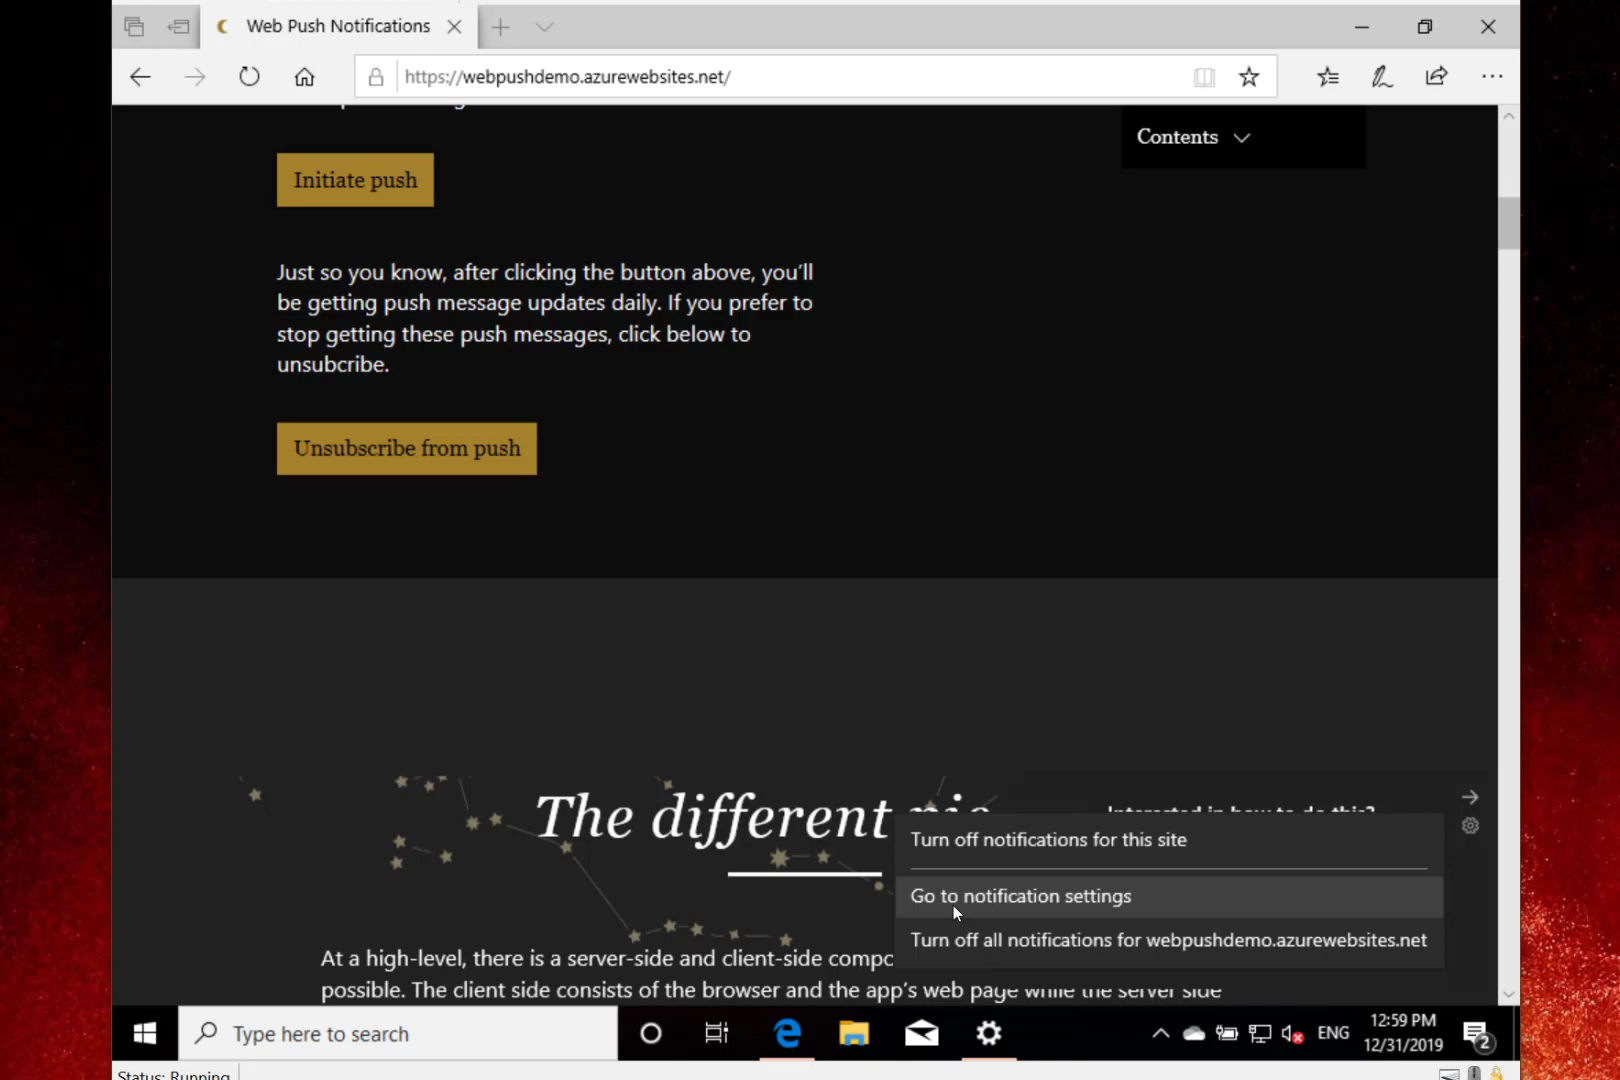 Web Push Notifications
https://webpushdemo.azurewebsites.net/
Contents
Initiate push
Just so you know, after clicking the button above, you'll
be getting push message updates daily. If you prefer to
stop getting these push messages, click below to
unsubcribe.
Unsubscribe from push
The different
Interested in how to do this?
Turn off notifications for this site
Go to notification settings
Turn off all notifications for webpushdemo.azurewebsites.net
At a high-level, there is a server-side and client-side
possible. The client side consists of the browser and the app's web page while the server side
Type here to search
ENG
12:59 PM
12/31/2019
2
Status: Running